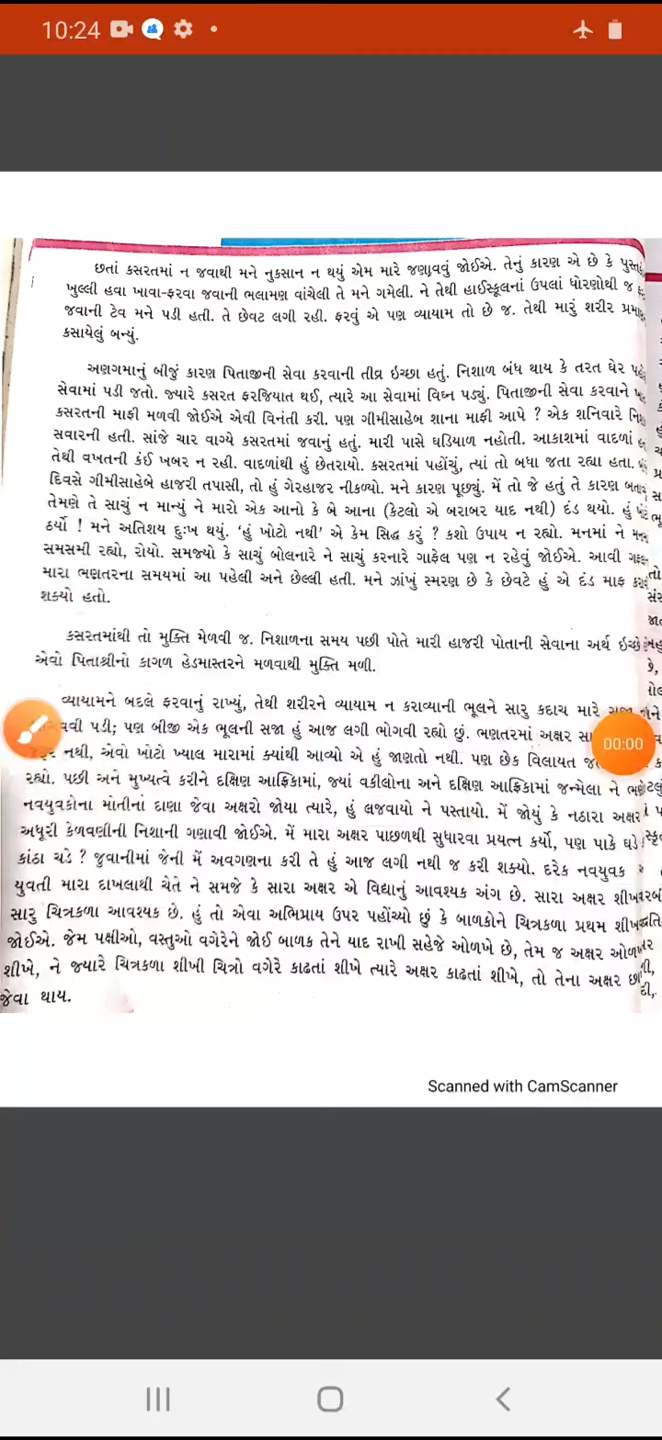 10:24
છતાં કસરતમાં ન જવાથી મને નુકસાન ન થયું એમ મારે જણાવવું જોઈએ. તેનું કારણ એ છે કે
ખુલ્લી હવા ખાવા-ફરવા જવાની ભલામણ વાંચેલી તે મને ગમેલી. ને તેથી હાઈસ્કૂલનાં ઉપલાં ધોરણોથી જ
જવાની ટેવ મને પડી હતી. તે છેવટ લગી રહી. ફરવું એ પણ વ્યાયામ તો છે જ. તેથી મારું શરીર
કસાયેલું બન્યું.
અણગમાનું બીજું કારણ પિતાજીની સેવા કરવાની તીવ્ર ઇચ્છા હતું. નિશાળ બંધ થાય કે તરત ઘેર
સેવામાં પડી જતો. જ્યારે કસરત ફરજિયાત થઈ, ત્યારે આ સેવામાં વિઘ્ન પડ્યું. પિતાજીની સેવા કરવાને
કસરતની માફી મળવી જોઈએ એવી વિનંતી કરી. પણ ગીમીસાહેબ શાના માફી આપે ? એક શનિવારે
સવારની હતી. સાંજે ચાર વાગ્યે કસરતમાં જવાનું હતું. મારી પાસે ઘડિયાળ નહોતી. આકાશમાં વાદળાં
તેથી વખતની કંઈ ખબર ન રહી. વાદળાંથી હું છેતરાયો. કસરતમાં પહોંચું, ત્યાં તો બધા જતા રહ્યા હતા.
દિવસે ગીમીસાહેબે હાજરી તપાસી, તો હું ગેરહાજર નીકળ્યો. મને કારણ પૂછ્યું. મેં તો જે હતું તે કારણ
તેમણે તે સાચું ન માન્યું ને મારો એક આનો કે બે આના (કેટલો એ બરાબર યાદ નથી) દંડ થયો. હું
ઠર્યો ! મને અતિશય દુઃખ થયું. ‘હું ખોટો નથી’ એ કેમ સિદ્ધ કરું ? કશો ઉપાય ન રહ્યો. મનમાં ને
સમસમી રહ્યો, રોયો. સમજ્યો કે સાચું બોલનારે ને સાચું કરનારે ગાફેલ પણ ન રહેવું જોઈએ. આવી
મારા ભણતરના સમયમાં આ પહેલી અને છેલ્લી હતી. મને ઝાંખું સ્મરણ છે કે છેવટે હું એ દંડ માફ
શક્યો હતો.
કસરતમાંથી તો મુક્તિ મેળવી જ. નિશાળના સમય પછી પોતે મારી હાજરી પોતાની સેવાના અર્થ ઇચ્છે
એવો પિતાશ્રીનો કાગળ હેડમાસ્તરને મળવાથી મુક્તિ મળી.
વ્યાયામને બદલે ફરવાનું રાખ્યું, તેથી શરીરને વ્યાયામ ન કરાવ્યાની ભૂલને સારુ કદાચ મારે
પડી; પણ બીજી એક ભૂલની સજા હું આજ લગી ભોગવી રહ્યો છું. ભણતરમાં અક્ષર
નથી, એવો ખોટો ખ્યાલ મારામાં ક્યાંથી આવ્યો એ હું જાણતો નથી. પણ છેક વિલાયત
રહ્યો. પછી અને મુખ્યત્વે કરીને દક્ષિણ આફ્રિકામાં, જ્યાં વકીલોના અને દક્ષિણ આફ્રિકામાં જન્મેલા ને
નવયુવકોના મોતીનાં દાણા જેવા અક્ષરો જોયા ત્યારે, હું લજવાયો ને પસ્તાયો. મેં જોયું કે નઠારા અક્ષર
અધૂરી કેળવણીની નિશાની ગણાવી જોઈએ. મેં મારા અક્ષર પાછળથી સુધારવા પ્રયત્ન કર્યો, પણ પાકે ઘડે
કાંઠા ચડે ? જુવાનીમાં જેની મેં અવગણના કરી તે હું આજ લગી નથી જ કરી શક્યો. દરેક નવયુવક
યુવતી મારા દાખલાથી ચેતે ને સમજે કે સારા અક્ષર એ વિદ્યાનું આવશ્યક અંગ છે. સારા અક્ષર
સારુ ચિત્રકળા આવશ્યક છે. હું તો એવા અભિપ્રાય ઉપર પહોંચ્યો છું કે બાળકોને ચિત્રકળા પ્રથમ
જોઈએ. જેમ પક્ષીઓ, વસ્તુઓ વગેરેને જોઈ બાળક તેને યાદ રાખી સહેજે ઓળખે છે, તેમ જ અક્ષર
શીખે, ને જ્યારે ચિત્રકળા શીખી ચિત્રો વગેરે કાઢતાં શીખે ત્યારે અક્ષર કાઢતાં શીખે, તો તેના અક્ષર
જેવા થાય.
00:00
Scanned with CamScanner